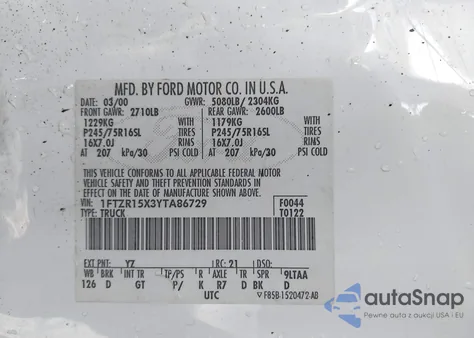 MFD. BY FORD MOTOR CO. IN U.S.A.
DATE: 03/00 GVWR: 5080LB / 2304KG
FRONT GAWR: 2710LB REAR GAWR: 2600LB
1229KG WITH 1179KG WITH
P245/75R16SL TIRES P245/75R16SL TIRES
16X7.0J RIMS 16X7.0J RIMS
AT 207 kPa/30 PSI COLD AT 207 kPa/30 PSI COLD
THIS VEHICLE CONFORMS TO ALL APPLICABLE FEDERAL MOTOR
VEHICLE SAFETY AND THEFT PREVENTION STANDARDS IN
EFFECT ON THE DATE OF MANUFACTURE SHOWN ABOVE.
VIN: 1FTZR15X3YTA86729 F0044
TYPE: TRUCK T0122
EXT PNT: YZ RC: 21 DSO:
WB BRK INT TR TP/PS R AXLE TR SPR 9LTAA
126 D GT P/ K R7 D BK D
UTC F85B-1520472-AB
autoSnap
Pewne auta z aukcji USA i EU